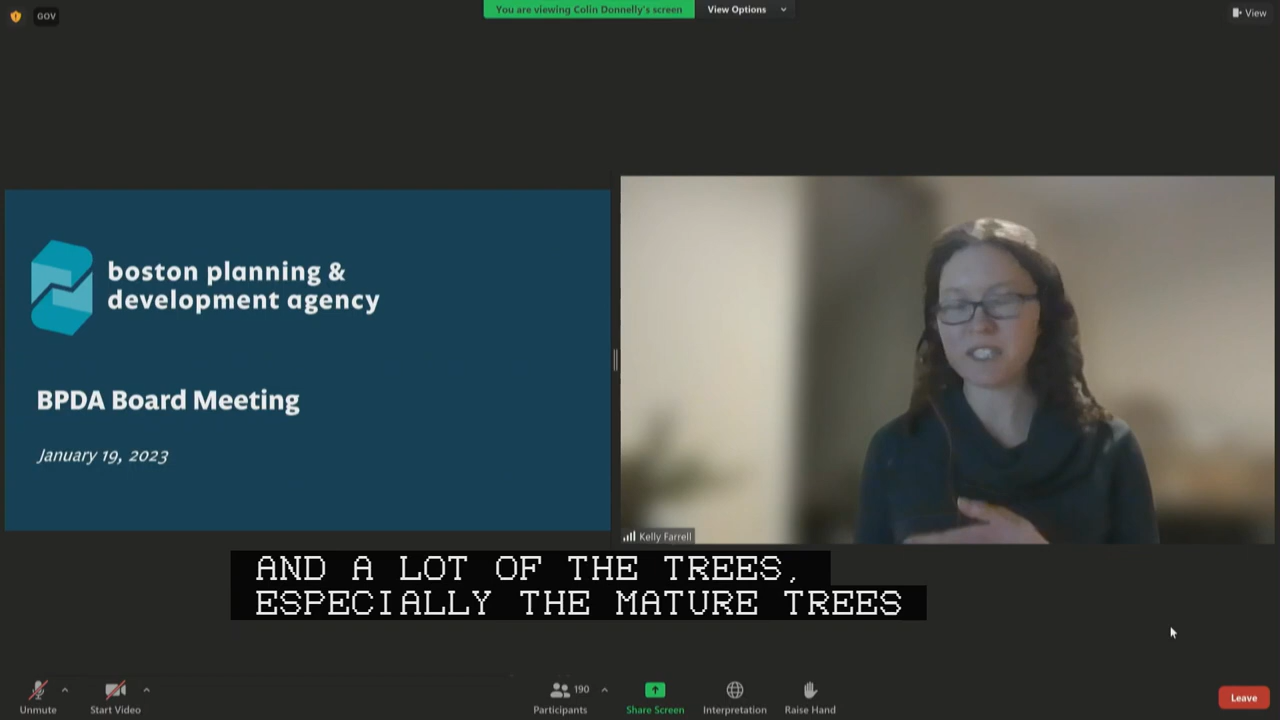 GOV
You are viewing Colin Donnelly's screen
View Options
View
boston planning &
development agency
BPDA Board Meeting
January 19, 2023
Kelly Farrell
AND A LOT OF THE TREES,
ESPECIALLY THE MATURE TREES
Unmute
Start Video
190
Participants
Share Screen
Interpretation
Raise Hand
Leave